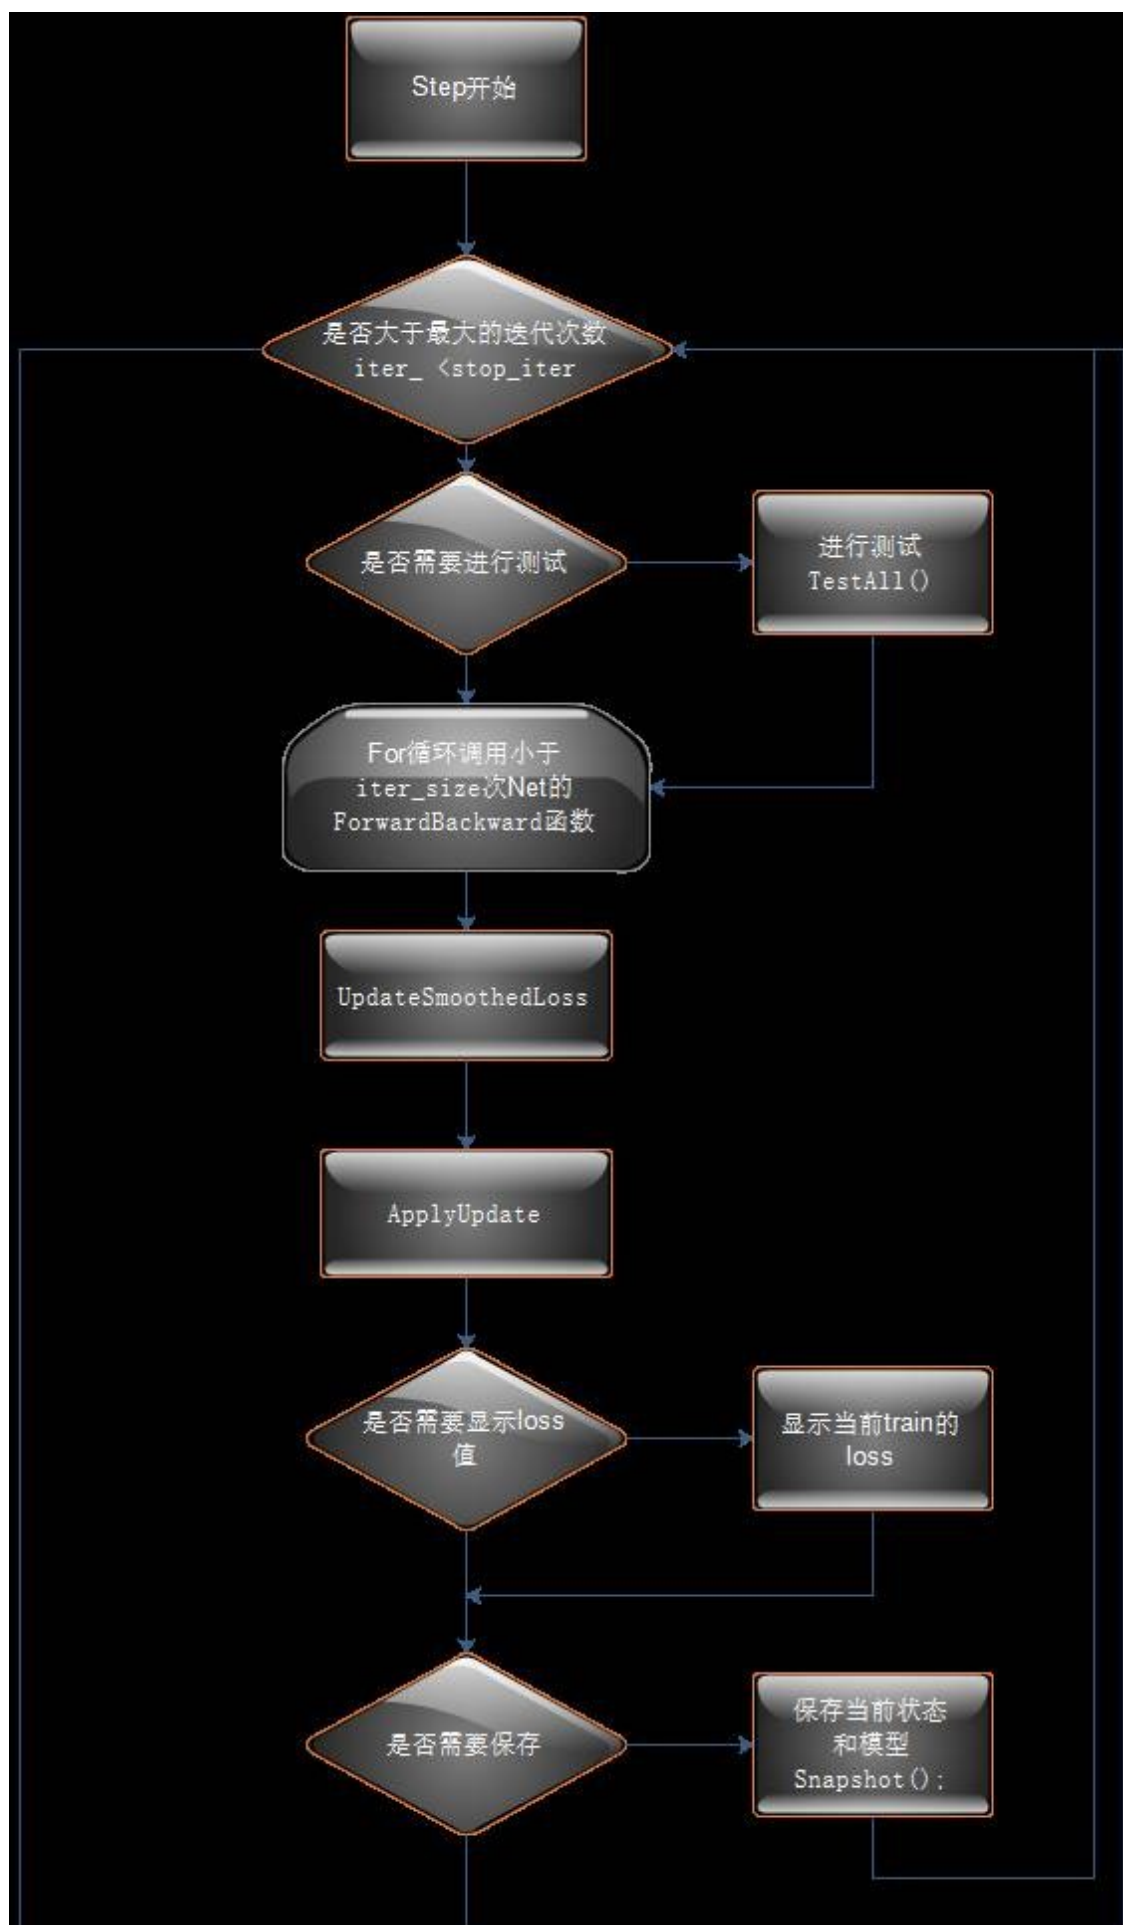 Step开始
是否大于最大的迭代次数
iter_ <stop_iter
是否需要进行测试
进行测试
TestAll()
For循环调用小于
iter_size次Net的
ForwardBackward函数
UpdateSmoothedLoss
ApplyUpdate
是否需要显示loss
值
显示当前train的
loss
是否需要保存
保存当前状态
和模型
Snapshot();